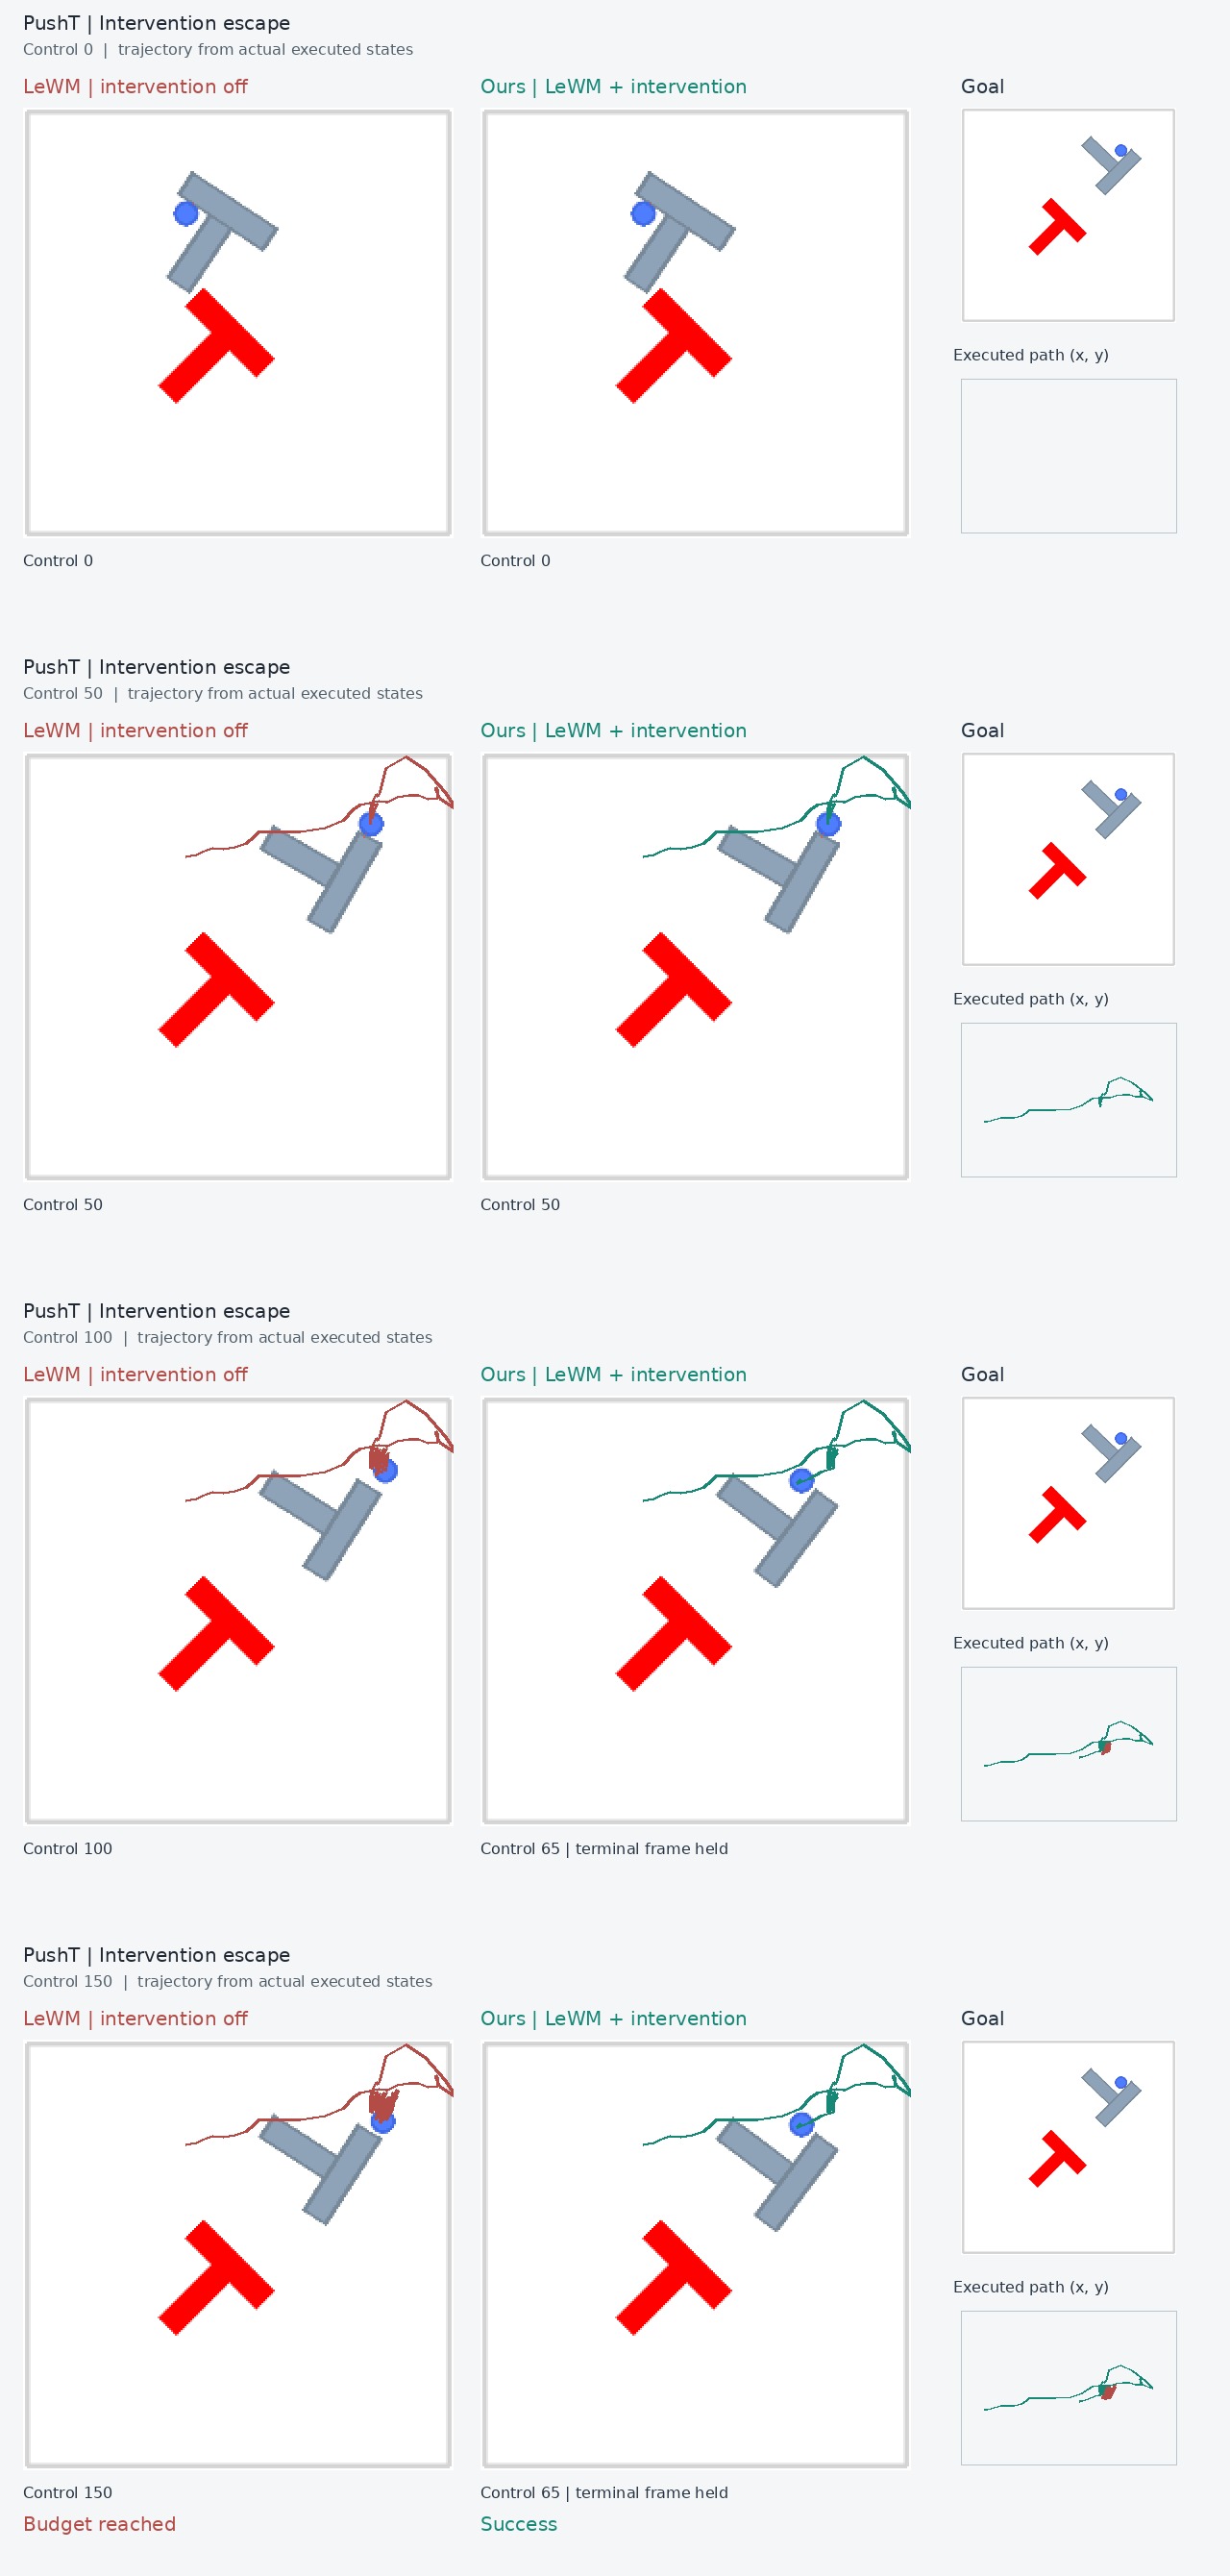 PushT | Intervention escape
Control 0 | trajectory from actual executed states
LeWM | intervention off
Ours | LeWM + intervention
Goal
Executed path (x, y)
Control 0
Control 0
PushT | Intervention escape
Control 50 | trajectory from actual executed states
LeWM | intervention off
Ours | LeWM + intervention
Goal
Executed path (x, y)
Control 50
Control 50
PushT | Intervention escape
Control 100 | trajectory from actual executed states
LeWM | intervention off
Ours | LeWM + intervention
Goal
Executed path (x, y)
Control 100
Control 65 | terminal frame held
PushT | Intervention escape
Control 150 | trajectory from actual executed states
LeWM | intervention off
Ours | LeWM + intervention
Goal
Executed path (x, y)
Control 150
Control 65 | terminal frame held
Budget reached
Success